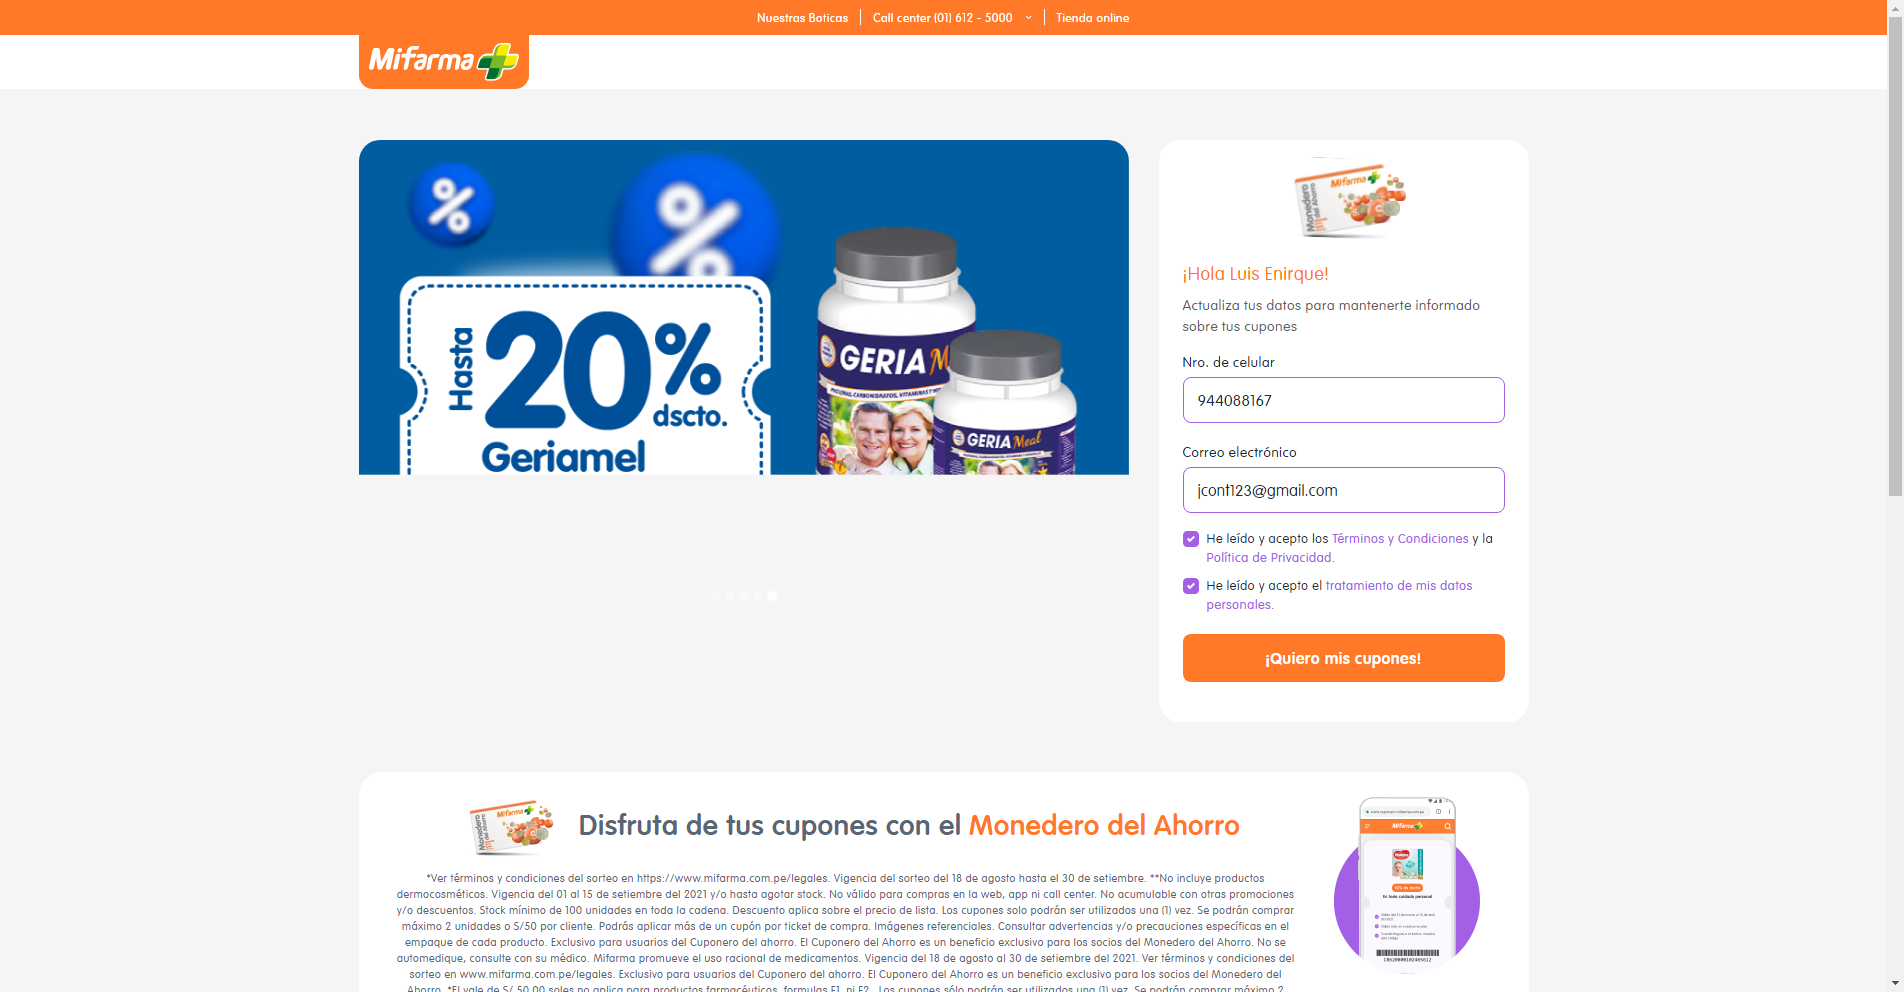 Nuestras Boticas
Call center (01) 612 - 5000
Tienda online
Mifarma
Hasta
20%
dscto.
Geriamel
GERIA M
GERIA Meal
Mifarma
Monedero
del Ahorro
¡Hola Luis Enirque!
Actualiza tus datos para mantenerte informado
sobre tus cupones
Nro. de celular
944088167
Correo electrónico
jcont123@gmail.com
He leído y acepto los Términos y Condiciones y la
Política de Privacidad.
He leído y acepto el tratamiento de mis datos
personales.
¡Quiero mis cupones!
Mifarma
Monedero
del Ahorro
Disfruta de tus cupones con el Monedero del Ahorro
*Ver términos y condiciones del sorteo en https://www.mifarma.com.pe/legales. Vigencia del sorteo del 18 de agosto hasta el 30 de setiembre. **No incluye productos
dermocosméticos. Vigencia del 01 al 15 de setiembre del 2021 y/o hasta agotar stock. No válido para compras en la web, app ni call center. No acumulable con otras promociones
y/o descuentos. Stock mínimo de 100 unidades en toda la cadena. Descuento aplica sobre el precio de lista. Los cupones solo podrán ser utilizados una (1) vez. Se podrán comprar
máximo 2 unidades o S/50 por cliente. Podrás aplicar más de un cupón por ticket de compra. Imágenes referenciales. Consultar advertencias y/o precauciones específicas en el
empaque de cada producto. Exclusivo para usuarios del Cuponero del ahorro. El Cuponero del Ahorro es un beneficio exclusivo para los socios del Monedero del Ahorro. No se
automedique, consulte con su médico. Mifarma promueve el uso racional de medicamentos. Vigencia del 18 de agosto al 30 de setiembre del 2021. Ver términos y condiciones del
sorteo en www.mifarma.com.pe/legales. Exclusivo para usuarios del Cuponero del ahorro. El Cuponero del Ahorro es un beneficio exclusivo para los socios del Monedero del
Ahorro. *El vale de S/ 50.00 soles no aplica para productos farmacéuticos, formulas F1, ni F2.. Los cupones sólo podrán ser utilizados una (1) vez. Se podrán comprar máximo 2
Mifarma
En todo cuidado personal